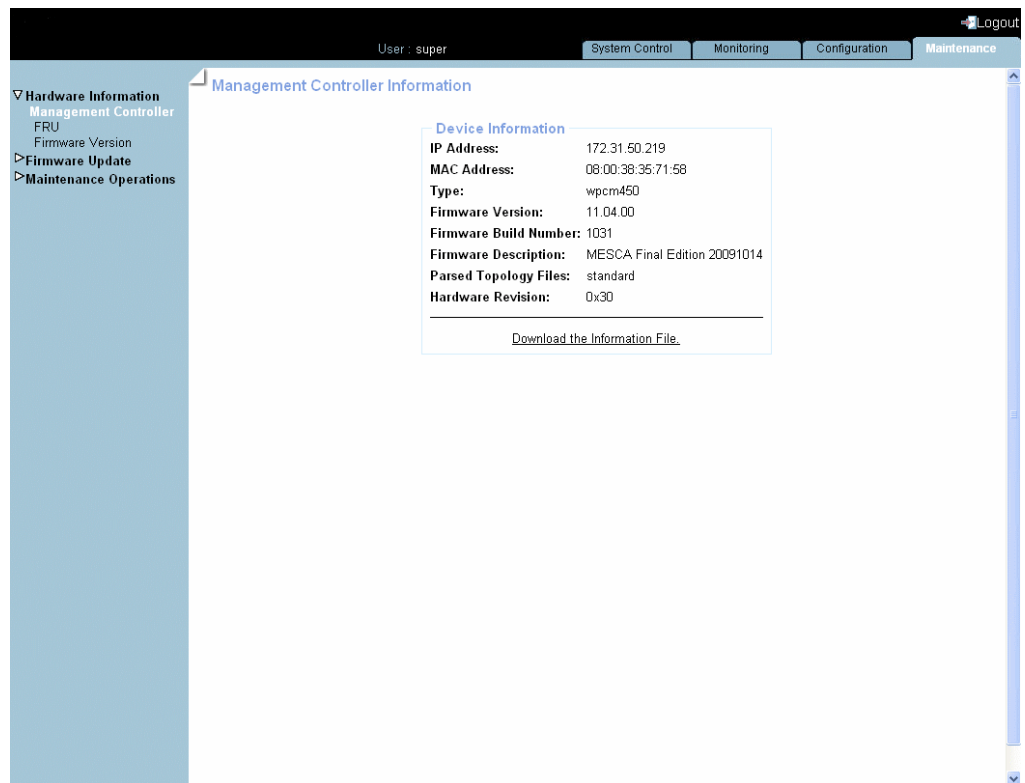 Logout
User : super
System Control
Monitoring
Configuration
Maintenance
Hardware Information
Management Controller
FRU
Firmware Version
Firmware Update
Maintenance Operations
Management Controller Information
Device Information
IP Address: 172.31.50.219
MAC Address: 08:00:38:35:71:58
Type: wpcm450
Firmware Version: 11.04.00
Firmware Build Number: 1031
Firmware Description: MESCA Final Edition 20091014
Parsed Topology Files: standard
Hardware Revision: 0x30
Download the Information File.